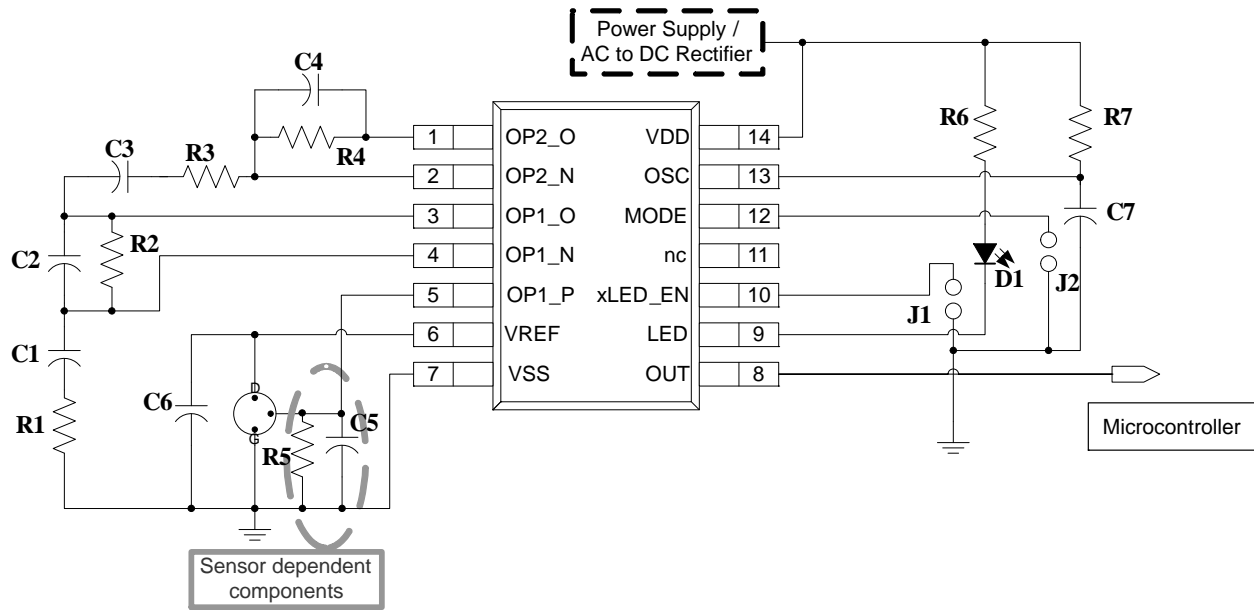 Power Supply /
AC to DC Rectifier
C4
R4
C3
R3
R2
C2
C1
R1
C6
D
G
R5
C5
Sensor dependent
components
1
OP2_O
2
OP2_N
3
OP1_O
4
OP1_N
5
OP1_P
6
VREF
7
VSS
VDD
14
OSC
13
MODE
12
nc
11
xLED_EN
10
LED
9
OUT
8
R6
R7
C7
D1
J2
J1
Microcontroller